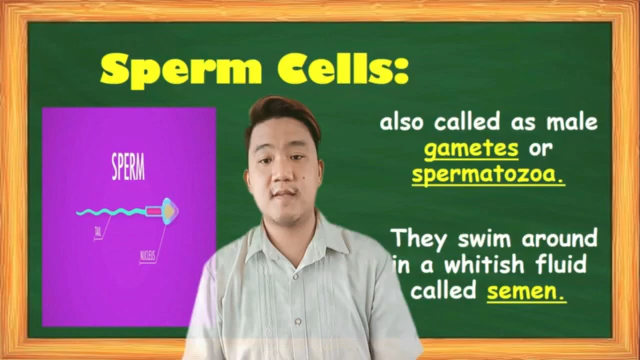 Sperm Cells:
SPERM
TAIL
NUCLEUS
also called as male
gametes or
spermatozoa.
They swim around
in a whitish fluid
called semen.